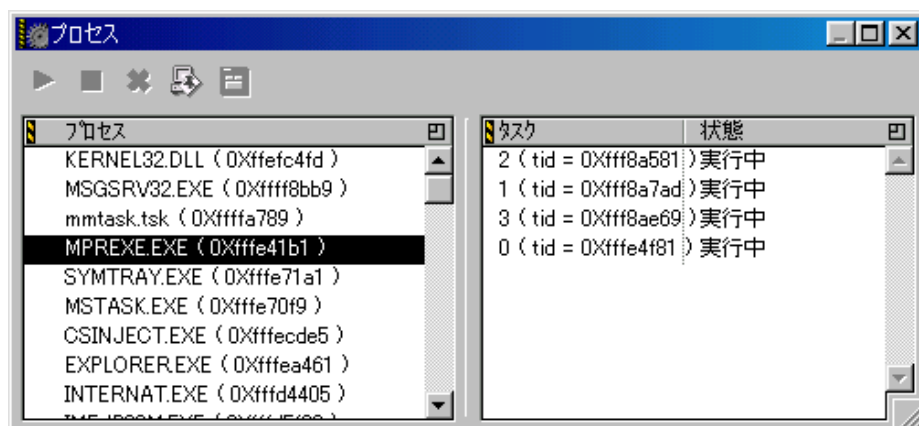 プロセス
プロセス
KERNEL32.DLL ( 0Xffefc4fd )
MSGSRV32.EXE ( 0Xffff8bb9 )
mmtask.tsk ( 0Xffffa789 )
MPREXE.EXE ( 0Xfffe41b1 )
SYMTRAY.EXE ( 0Xfffe71a1 )
MSTASK.EXE ( 0Xfffe70f9 )
CSINJECT.EXE ( 0Xfffecde5 )
EXPLORER.EXE ( 0Xfffea461 )
INTERNAT.EXE ( 0Xfffd4405 )
タスク 状態
2 ( tid = 0Xfff8a581 ) 実行中
1 ( tid = 0Xfff8a7ad ) 実行中
3 ( tid = 0Xfff8ae69 ) 実行中
0 ( tid = 0Xfffe4f81 ) 実行中